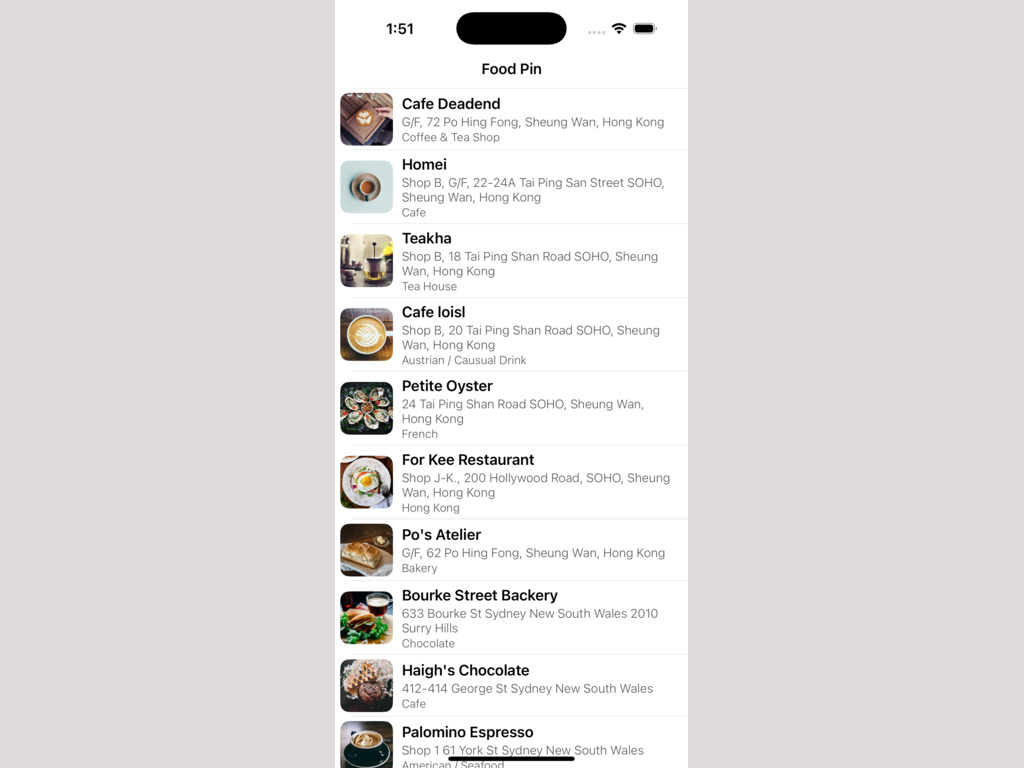 1:51
Food Pin
Cafe Deadend
G/F, 72 Po Hing Fong, Sheung Wan, Hong Kong
Coffee & Tea Shop
Homei
Shop B, G/F, 22-24A Tai Ping San Street SOHO,
Sheung Wan, Hong Kong
Cafe
Teakha
Shop B, 18 Tai Ping Shan Road SOHO, Sheung
Wan, Hong Kong
Tea House
Cafe loisl
Shop B, 20 Tai Ping Shan Road SOHO, Sheung
Wan, Hong Kong
Austrian / Causual Drink
Petite Oyster
24 Tai Ping Shan Road SOHO, Sheung Wan,
Hong Kong
French
For Kee Restaurant
Shop J-K., 200 Hollywood Road, SOHO, Sheung
Wan, Hong Kong
Hong Kong
Po's Atelier
G/F, 62 Po Hing Fong, Sheung Wan, Hong Kong
Bakery
Bourke Street Backery
633 Bourke St Sydney New South Wales 2010
Surry Hills
Chocolate
Haigh's Chocolate
412-414 George St Sydney New South Wales
Cafe
Palomino Espresso
Shop 1 61 York St Sydney New South Wales
American / Seafood